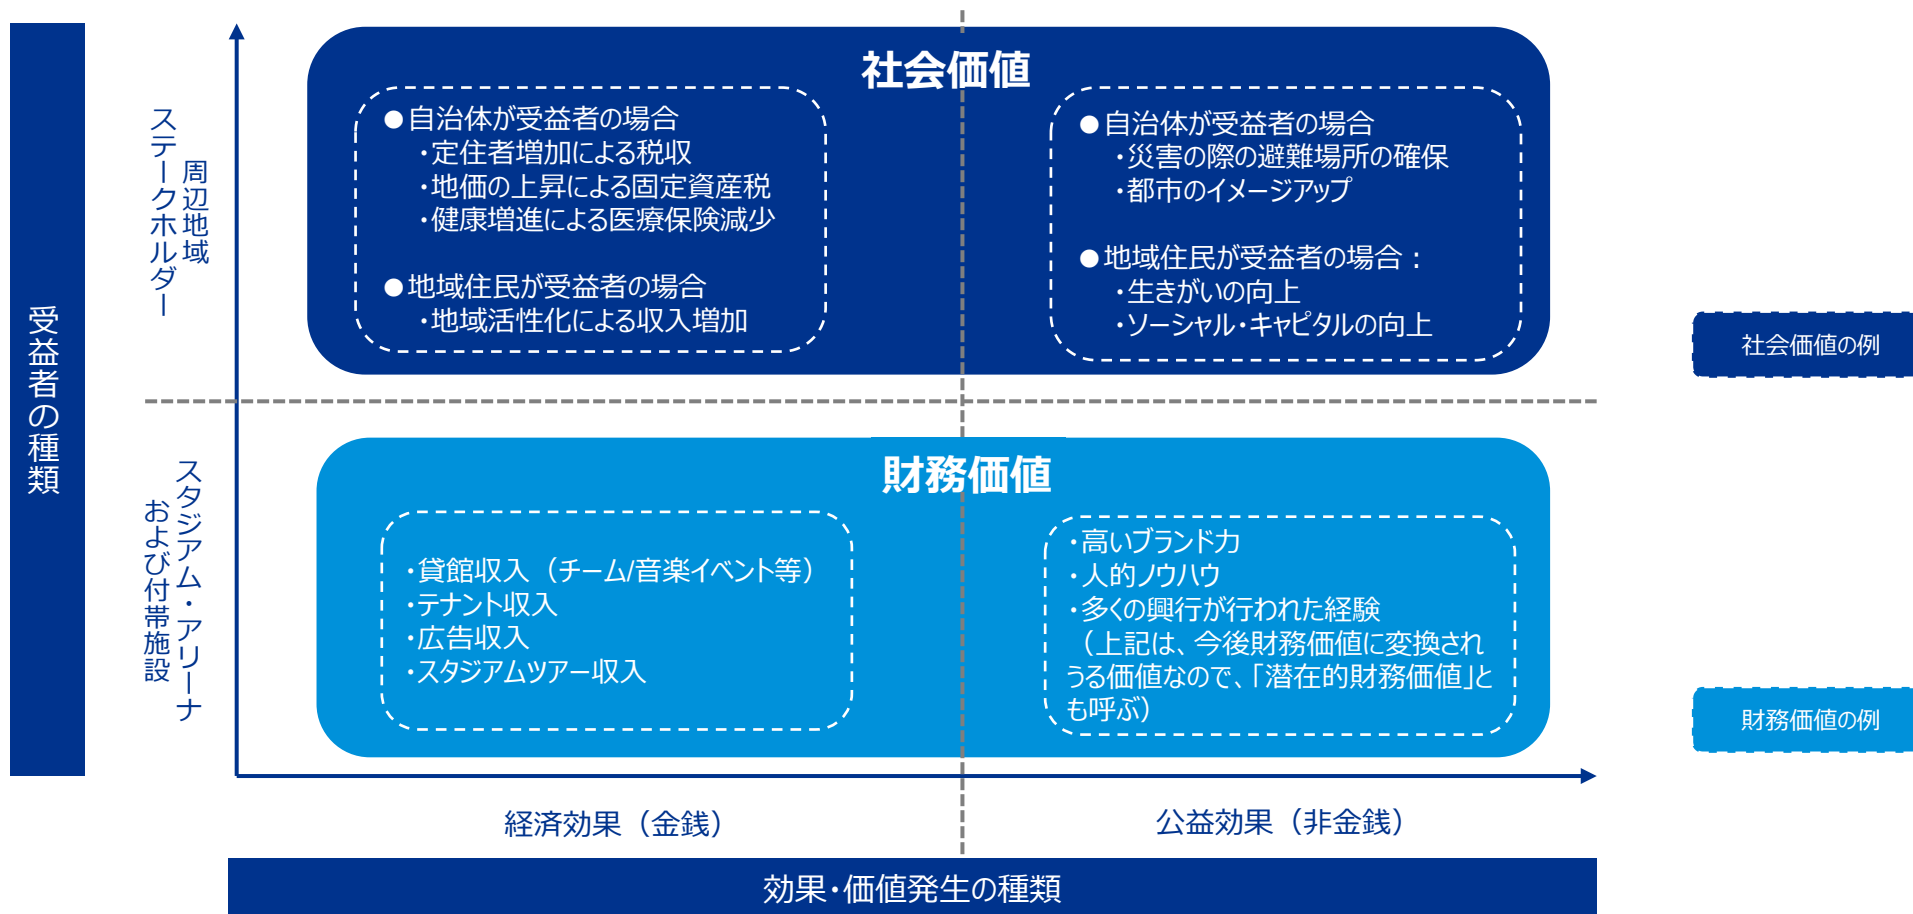 受益者の種類
周辺地域
ステークホルダー
スタジアム・アリーナ
および付帯施設
社会価値
●自治体が受益者の場合
・定住者増加による税収
・地価の上昇による固定資産税
・健康増進による医療保険減少
●地域住民が受益者の場合
・地域活性化による収入増加
●自治体が受益者の場合
・災害の際の避難場所の確保
・都市のイメージアップ
●地域住民が受益者の場合：
・生きがいの向上
・ソーシャル・キャピタルの向上
財務価値
・貸館収入（チーム/音楽イベント等）
・テナント収入
・広告収入
・スタジアムツアー収入
・高いブランド力
・人的ノウハウ
・多くの興行が行われた経験
（上記は、今後財務価値に変換され
うる価値なので、「潜在的財務価値」と
も呼ぶ）
経済効果（金銭）
公益効果（非金銭）
効果・価値発生の種類
社会価値の例
財務価値の例